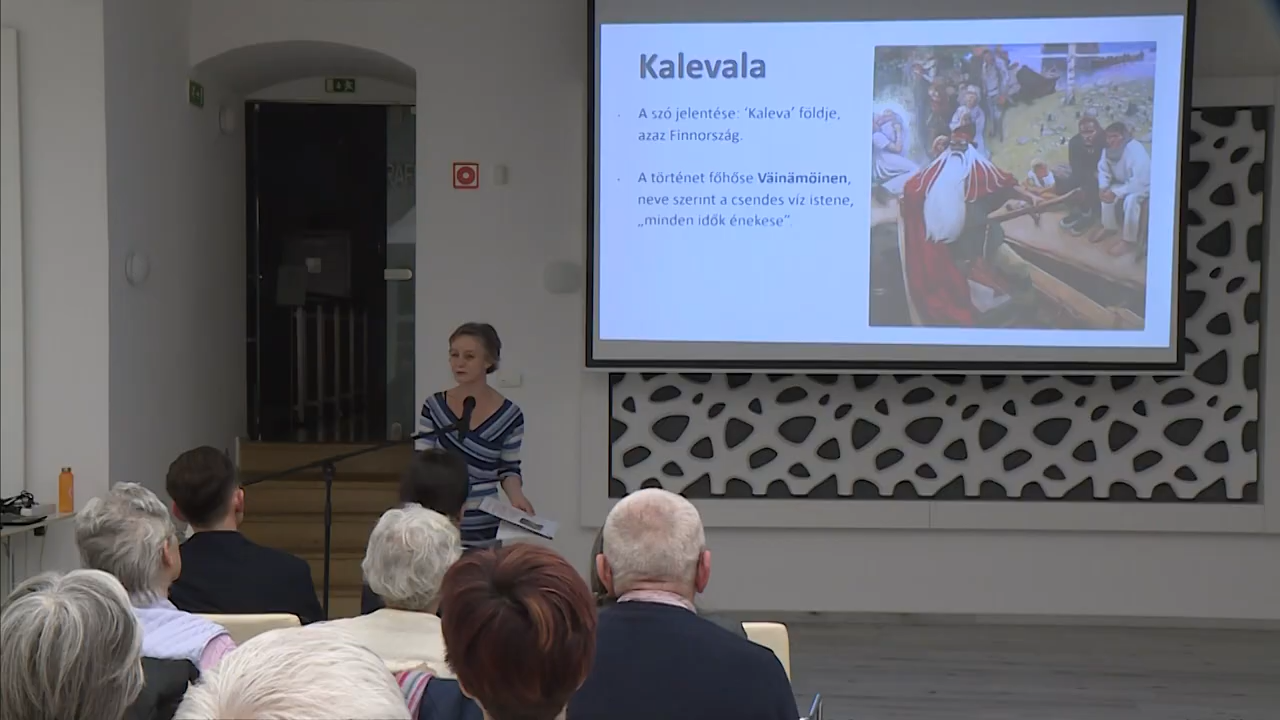 Kalevala
A szó jelentése: ‘Kaleva’ földje,
azaz Finnország.
A történet főhőse Väinämöinen,
neve szerint a csendes víz istene,
„minden idők énekese”.